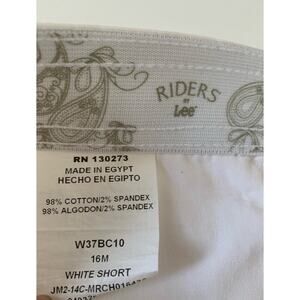 RIDERS
BY
Lee
RN 130273
MADE IN EGYPT
HECHO EN EGIPTO
98% COTTON/2% SPANDEX
98% ALGODON/2% SPANDEX
W37BC10
16M
WHITE SHORT